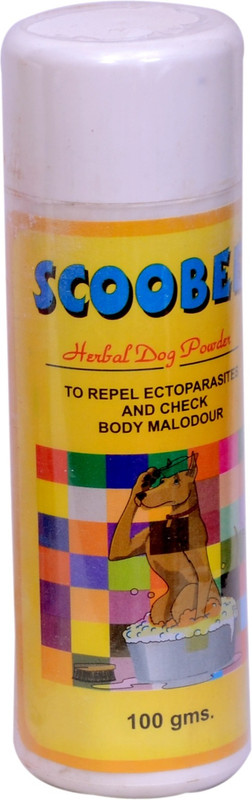 SCOOBE
Herbal Dog Powder
TO REPEL ECTOPARASITES
AND CHECK
BODY MALODOUR
100 gms.